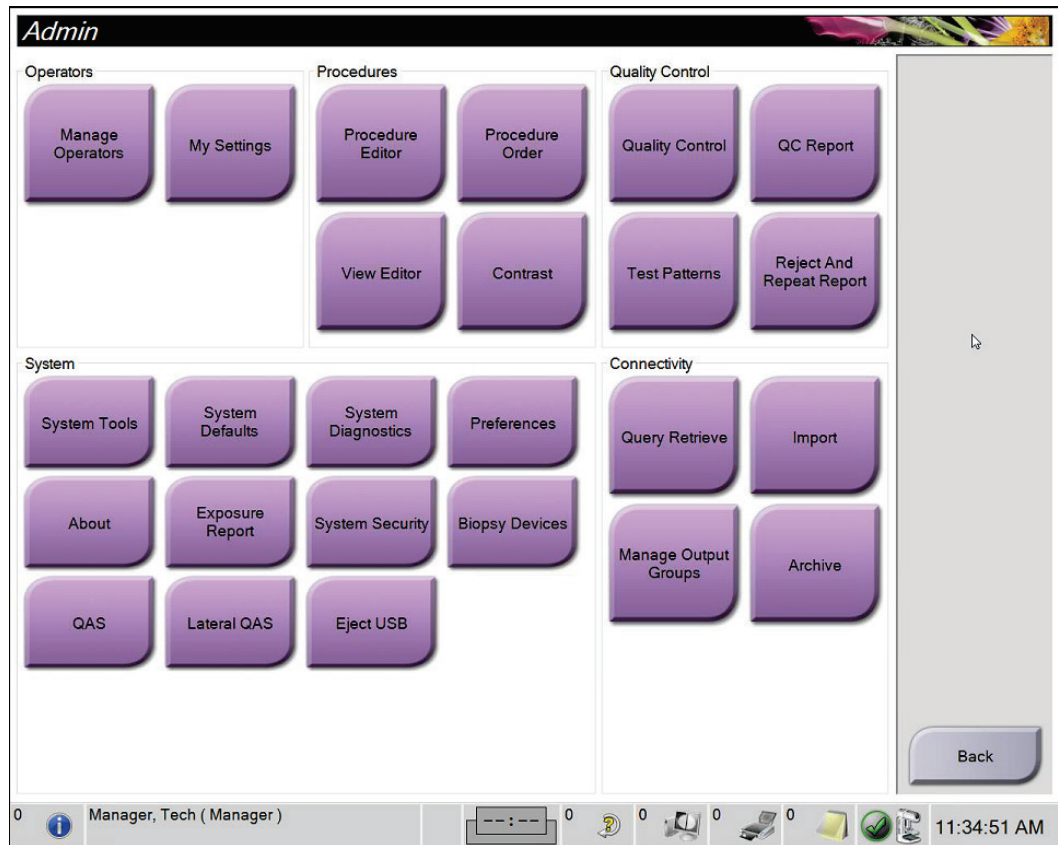 Admin
Operators
Manage
Operators
My Settings
Procedures
Procedure
Editor
Procedure
Order
View Editor
Contrast
Quality Control
Quality Control
QC Report
Test Patterns
Reject And
Repeat Report
System
System Tools
System
Defaults
System
Diagnostics
Preferences
About
Exposure
Report
System Security
Biopsy Devices
QAS
Lateral QAS
Eject USB
Connectivity
Query Retrieve
Import
Manage Output
Groups
Archive
Back
0
Manager, Tech ( Manager )
--:--
0
0
0
0
11:34:51 AM